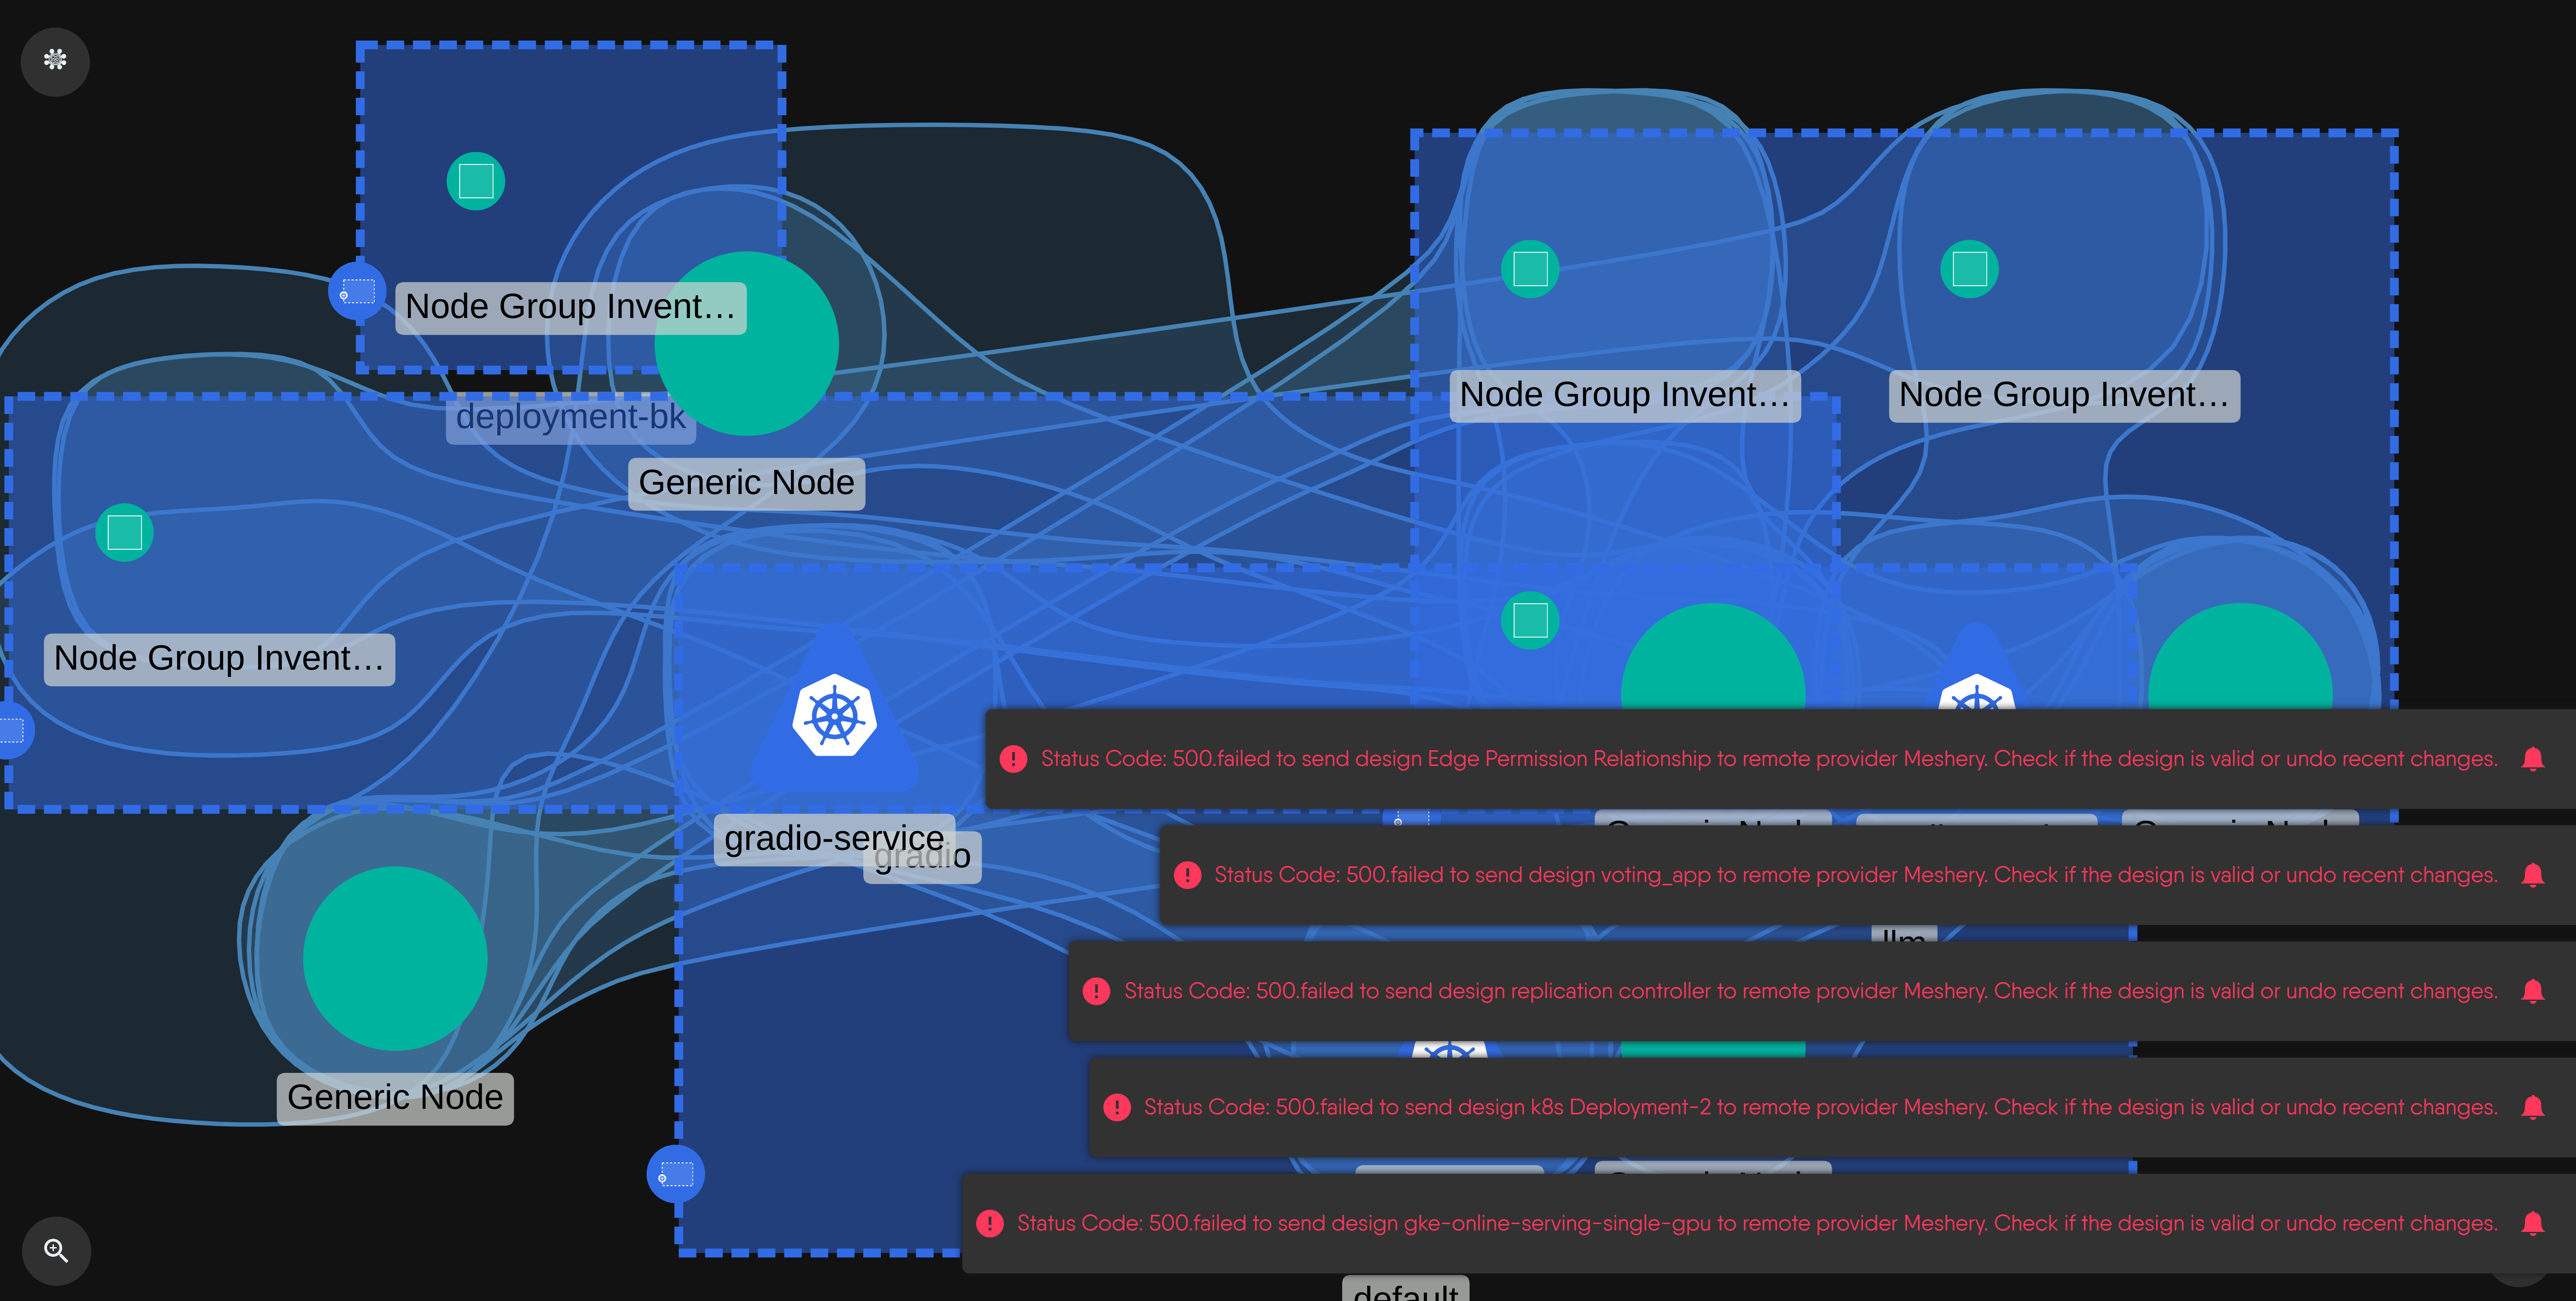 Node Group Invent…
deployment-bk
Generic Node
Node Group Invent…
Node Group Invent…
Node Group Invent…
gradio-service
gradio
Status Code: 500.failed to send design Edge Permission Relationship to remote provider Meshery. Check if the design is valid or undo recent changes.
Status Code: 500.failed to send design voting_app to remote provider Meshery. Check if the design is valid or undo recent changes.
llm
Status Code: 500.failed to send design replication controller to remote provider Meshery. Check if the design is valid or undo recent changes.
Generic Node
Status Code: 500.failed to send design k8s Deployment-2 to remote provider Meshery. Check if the design is valid or undo recent changes.
Status Code: 500.failed to send design gke-online-serving-single-gpu to remote provider Meshery. Check if the design is valid or undo recent changes.
default